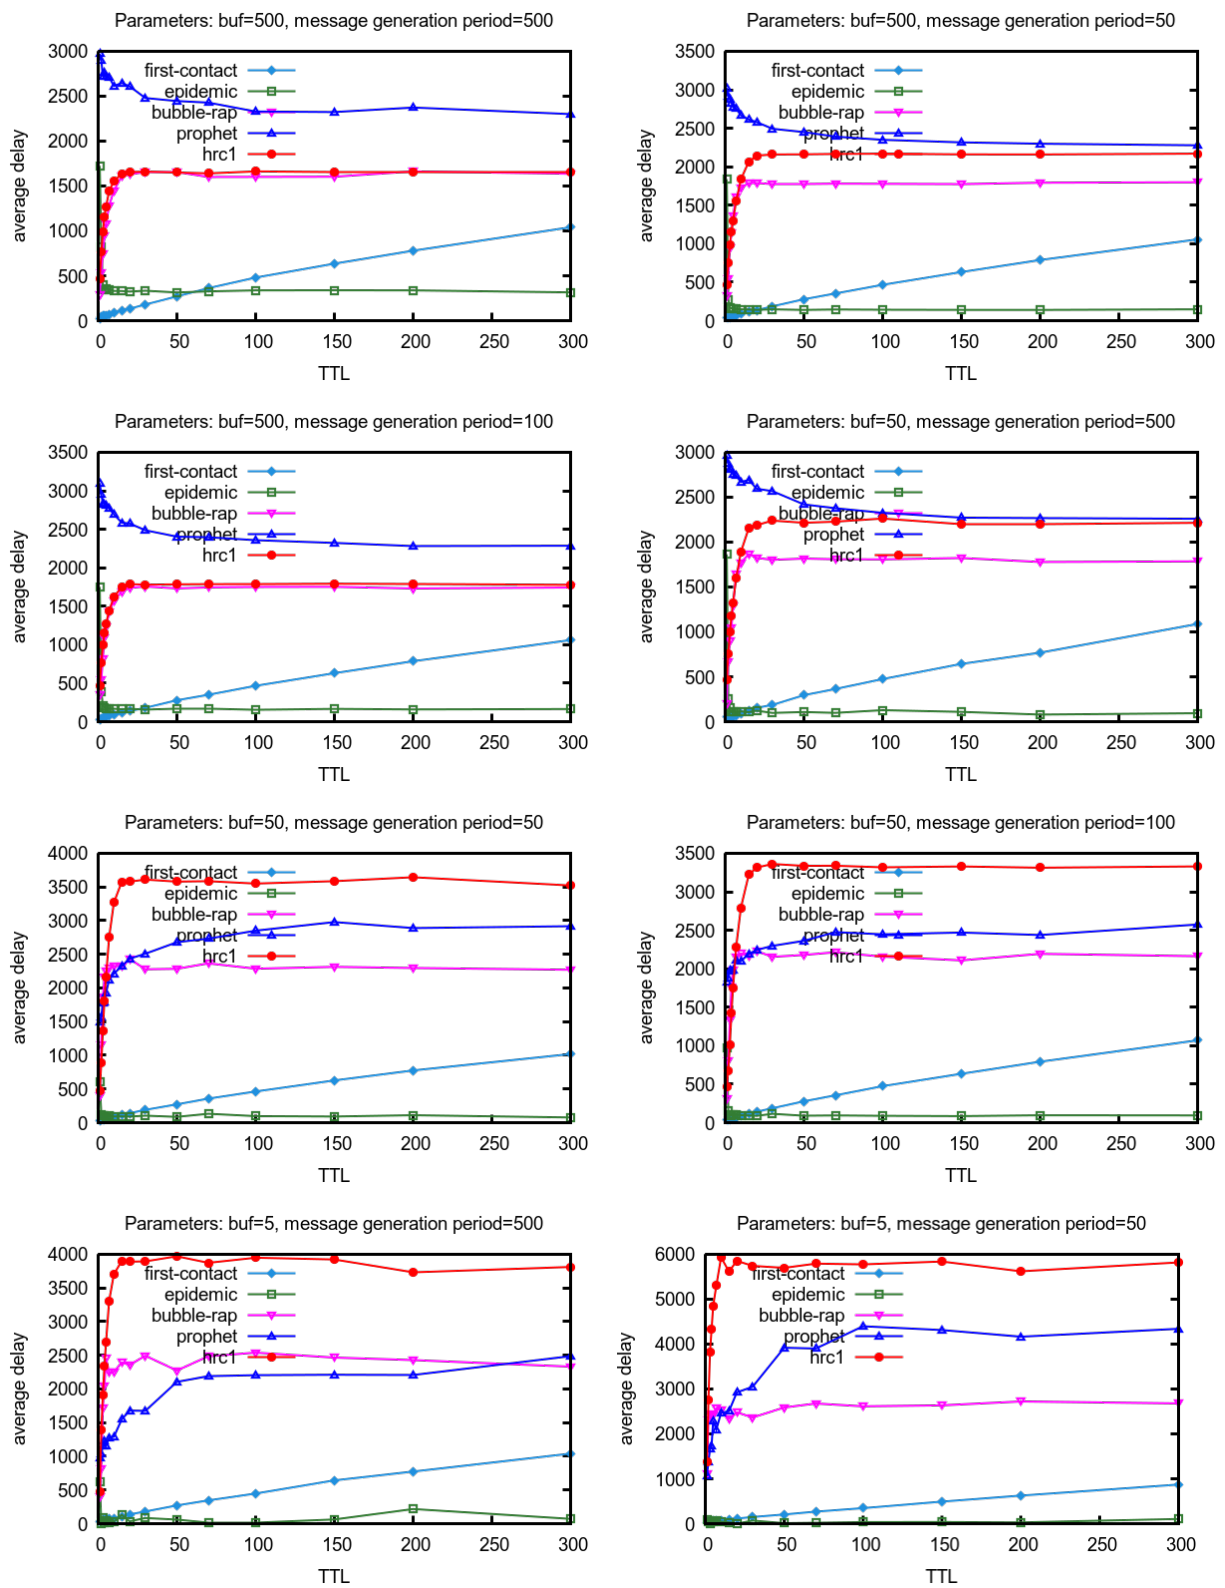 Parameters: buf=500, message generation period=500
3000
2500
2000
1500
1000
500
0
average delay
first-contact
epidemic
bubble-rap
prophet
hrc1
0 50 100 150 200 250 300
TTL
Parameters: buf=500, message generation period=50
3500
3000
2500
2000
1500
1000
500
0
average delay
first-contact
epidemic
bubble-rap
prophet
hrc1
0 50 100 150 200 250 300
TTL
Parameters: buf=500, message generation period=100
3500
3000
2500
2000
1500
1000
500
0
average delay
first-contact
epidemic
bubble-rap
prophet
hrc1
0 50 100 150 200 250 300
TTL
Parameters: buf=50, message generation period=500
3000
2500
2000
1500
1000
500
0
average delay
first-contact
epidemic
bubble-rap
prophet
hrc1
0 50 100 150 200 250 300
TTL
Parameters: buf=50, message generation period=50
4000
3500
3000
2500
2000
1500
1000
500
0
average delay
first-contact
epidemic
bubble-rap
prophet
hrc1
0 50 100 150 200 250 300
TTL
Parameters: buf=50, message generation period=100
3500
3000
2500
2000
1500
1000
500
0
average delay
first-contact
epidemic
bubble-rap
prophet
hrc1
0 50 100 150 200 250 300
TTL
Parameters: buf=5, message generation period=500
4000
3500
3000
2500
2000
1500
1000
500
0
average delay
first-contact
epidemic
bubble-rap
prophet
hrc1
0 50 100 150 200 250 300
TTL
Parameters: buf=5, message generation period=50
6000
5000
4000
3000
2000
1000
0
average delay
first-contact
epidemic
bubble-rap
prophet
hrc1
0 50 100 150 200 250 300
TTL